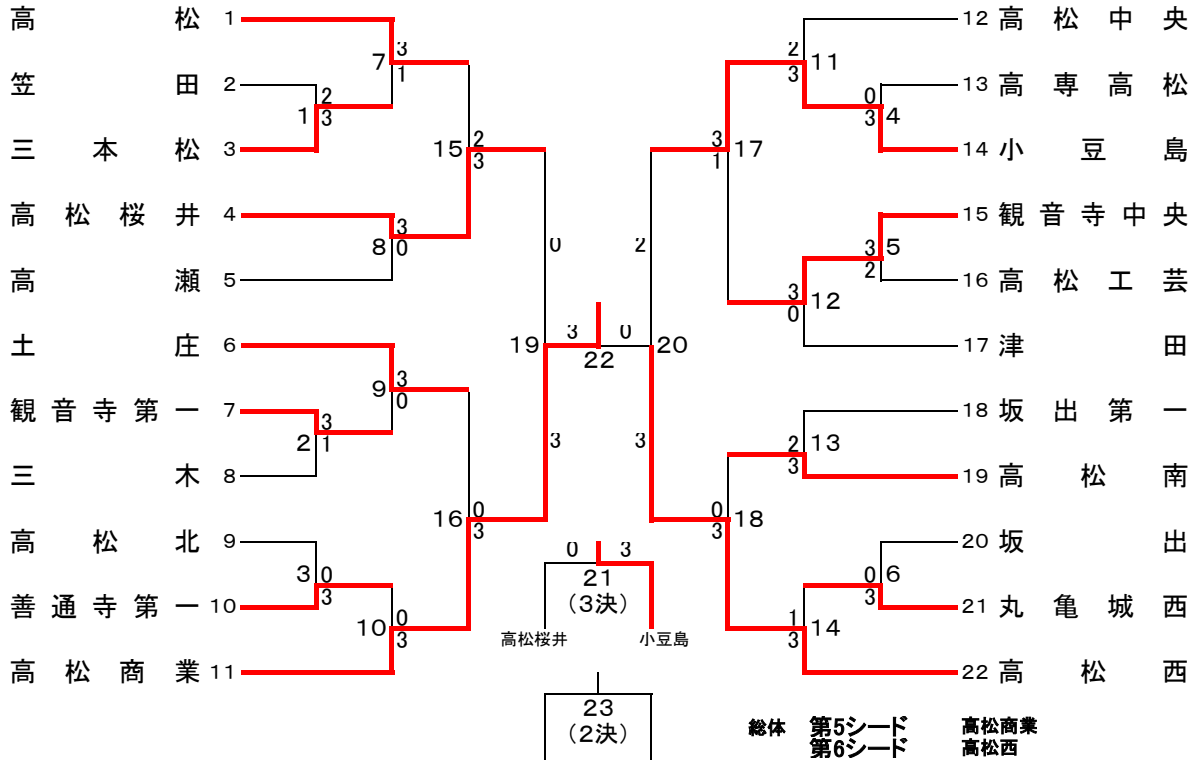 高松 1
笠田 2
三本松 3
高松桜井 4
高瀬 5
土庄 6
観音寺第一 7
三木 8
高松北 9
善通寺第一 10
高松商業 11
7
3
1
1
2
3
15
2
3
8
3
0
9
3
0
2
3
1
16
0
3
3
0
3
10
0
3
0
19
3
3
0
22
2
20
3
0
3
21
(3決)
高松桜井
小豆島
23
(2決)
2
3
11
0
3
4
3
1
17
3
2
5
3
0
12
2
3
13
0
3
18
0
3
6
1
3
14
12 高松中央
13 高専高松
14 小豆島
15 観音寺中央
16 高松工芸
17 津田
18 坂出第一
19 高松南
20 坂出
21 丸亀城西
22 高松西
総体 第5シード 高松商業
第6シード 高松西